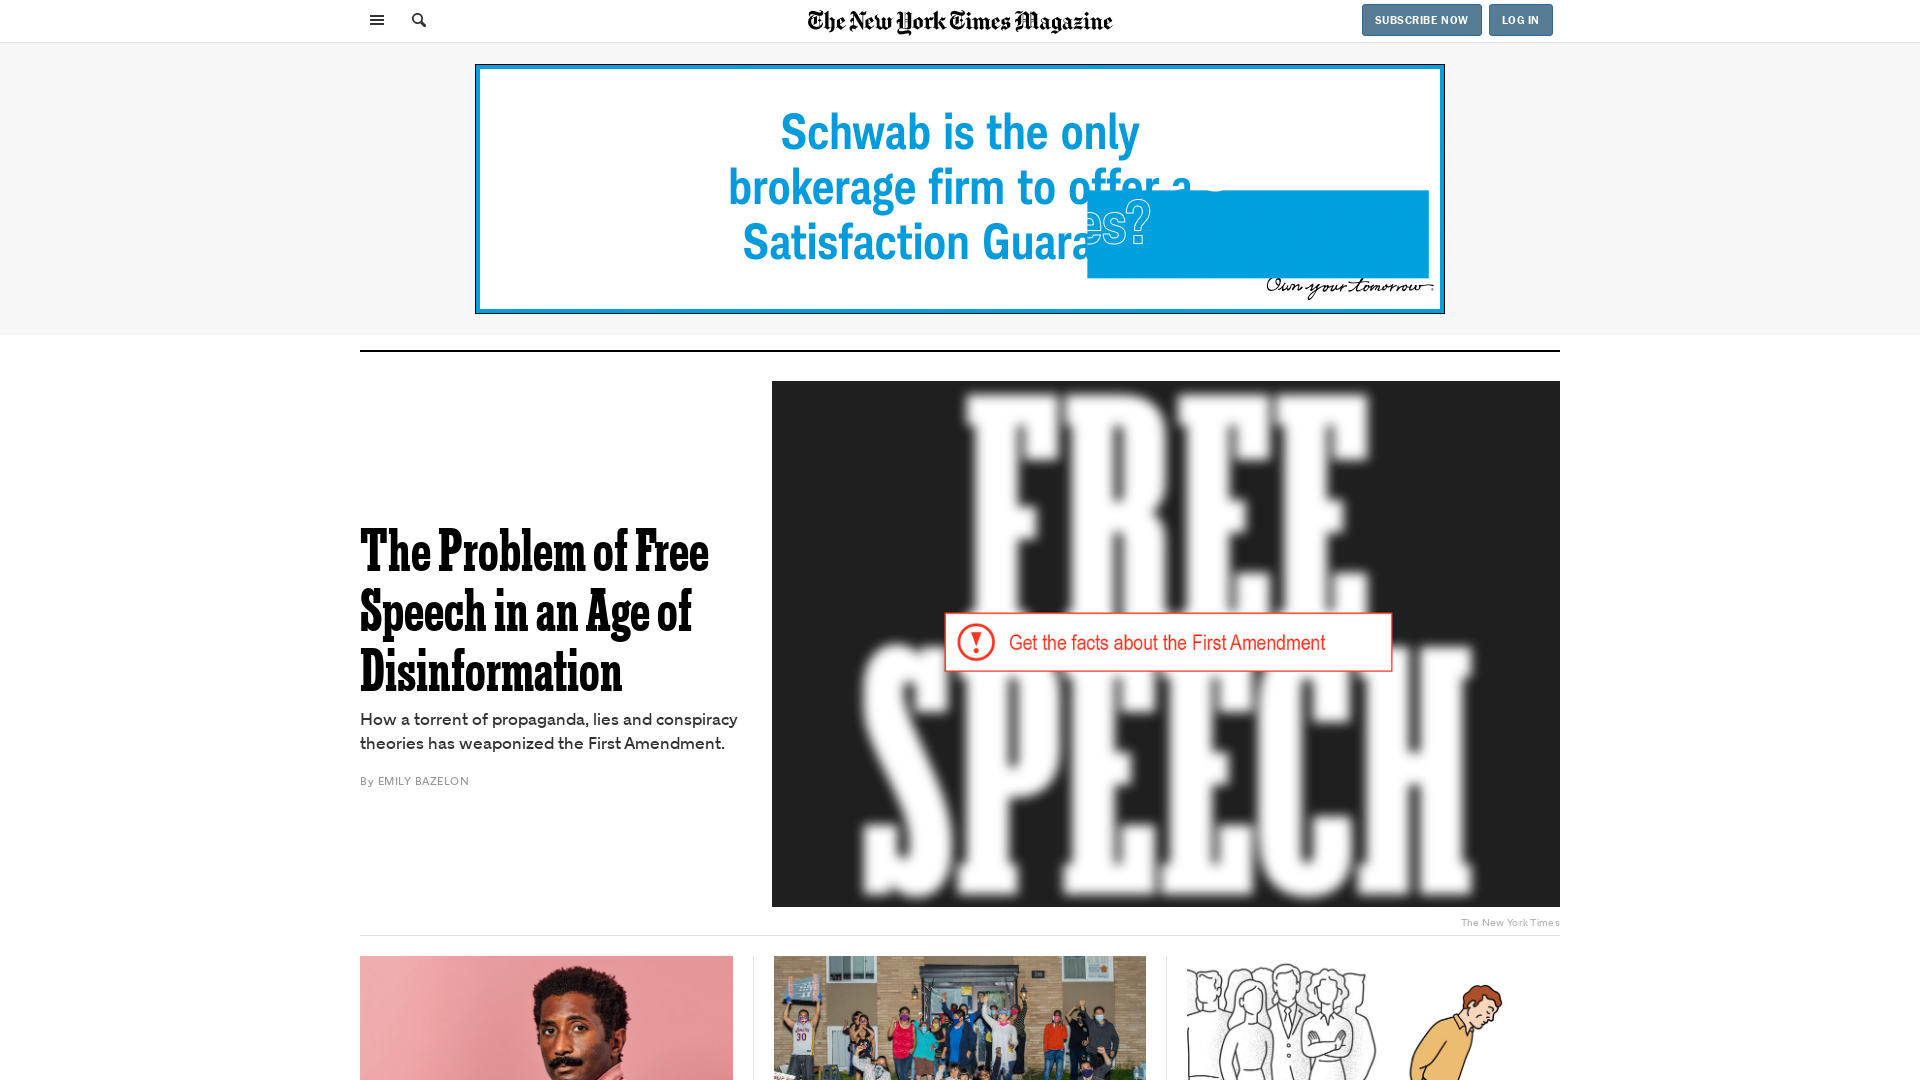 The New York Times Magazine
SUBSCRIBE NOW
LOG IN
Schwab is the only
brokerage firm to offer a
Satisfaction Guara
es?
Own your tomorrow
The Problem of Free
Speech in an Age of
Disinformation
How a torrent of propaganda, lies and conspiracy
theories has weaponized the First Amendment.
By EMILY BAZELON
FREE
Get the facts about the First Amendment
SPEECH
The New York Times
30